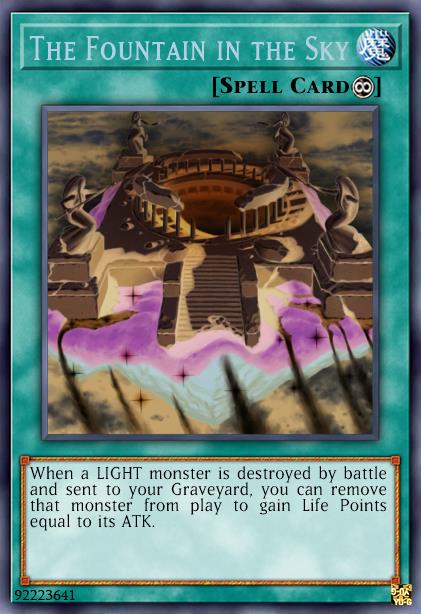 The Fountain in the Sky
魔
[Spell Card]
When a LIGHT monster is destroyed by battle
and sent to your Graveyard, you can remove
that monster from play to gain Life Points
equal to its ATK.
92223641